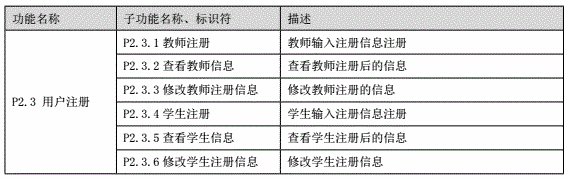 功能名称 子功能名称、标识符 描述
P2.3.1 教师注册 教师输入注册信息注册
P2.3.2 查看教师信息 查看教师注册后的信息
P2.3.3 修改教师注册信息 修改教师注册的信息
P2.3 用户注册
P2.3.4 学生注册 学生输入注册信息注册
P2.3.5 查看学生信息 查看学生注册后的信息
P2.3.6 修改学生注册信息 修改学生注册信息